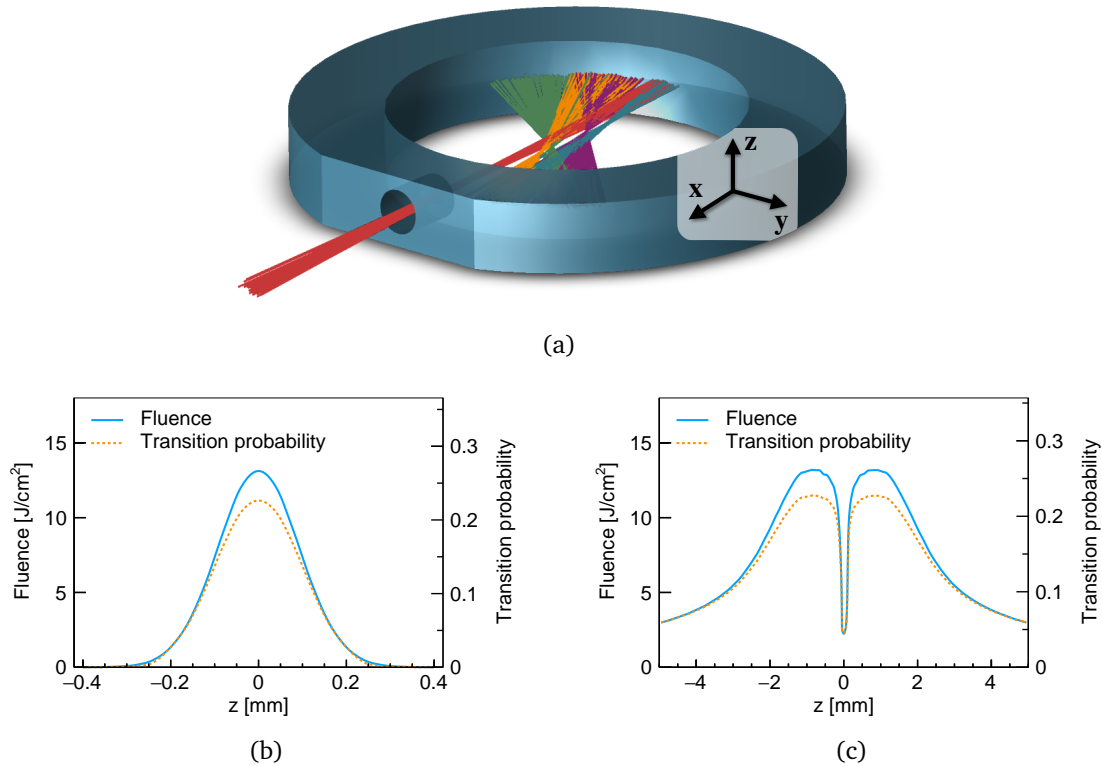 z
x
y
(a)
Fluence
Transition probability
15
10
5
0
0.3
0.2
0.1
0
Fluence [J/cm²]
Transition probability
−0.4
−0.2
0
0.2
0.4
z [mm]
(b)
Fluence
Transition probability
15
10
5
0
0.3
0.2
0.1
0
Fluence [J/cm²]
Transition probability
−4
−2
0
2
4
z [mm]
(c)